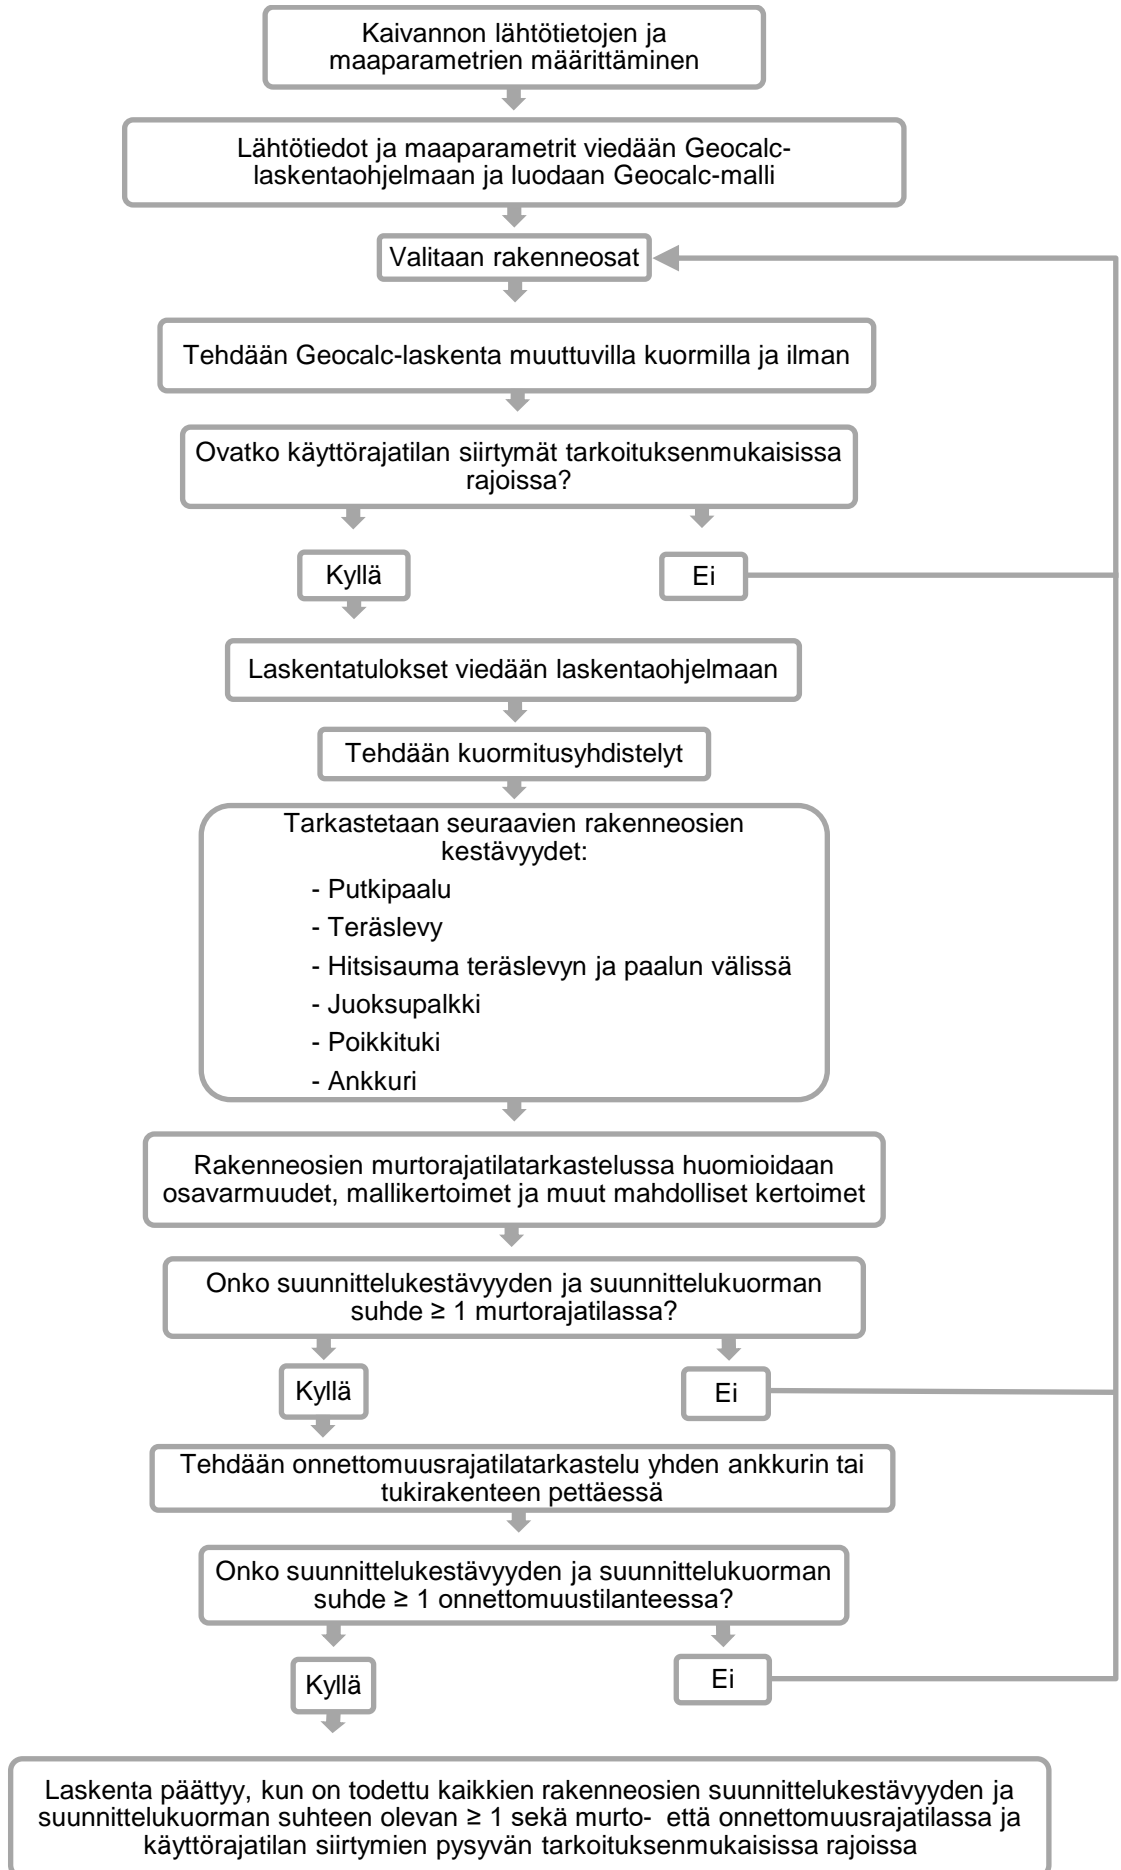 Kaivannon lähtötietojen ja
maaparametrien määrittäminen
Lähtötiedot ja maaparametrit viedään Geocalc-
laskentaohjelmaan ja luodaan Geocalc-malli
Valitaan rakenneosat
Tehdään Geocalc-laskenta muuttuvilla kuormilla ja ilman
Ovatko käyttörajatilan siirtymät tarkoituksenmukaisissa
rajoissa?
Kyllä
Ei
Laskentatulokset viedään laskentaohjelmaan
Tehdään kuormitusyhdistelyt
Tarkastetaan seuraavien rakenneosien
kestävyydet:
- Putkipaalu
- Teräslevy
- Hitsisauma teräslevyn ja paalun välissä
- Juoksupalkki
- Poikkituki
- Ankkuri
Rakenneosien murtorajatilatarkastelussa huomioidaan
osavarmuudet, mallikertoimet ja muut mahdolliset kertoimet
Onko suunnittelukestävyyden ja suunnittelukuorman
suhde ≥ 1 murtorajatilassa?
Kyllä
Ei
Tehdään onnettomuusrajatilatarkastelu yhden ankkurin tai
tukirakenteen pettäessä
Onko suunnittelukestävyyden ja suunnittelukuorman
suhde ≥ 1 onnettomuustilanteessa?
Kyllä
Ei
Laskenta päättyy, kun on todettu kaikkien rakenneosien suunnittelukestävyyden ja
suunnittelukuorman suhteen olevan ≥ 1 sekä murto- että onnettomuusrajatilassa ja
käyttörajatilan siirtymien pysyvän tarkoituksenmukaisissa rajoissa